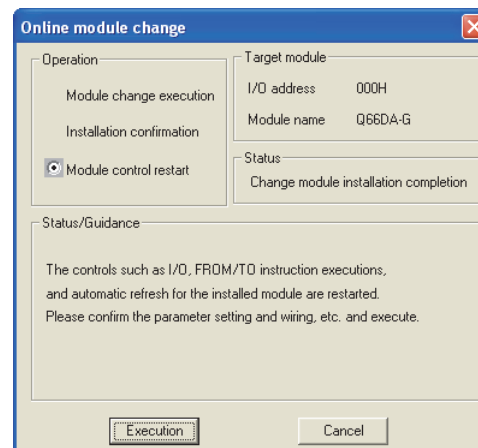 Online module change
Operation
Module change execution
Installation confirmation
Module control restart
Target module
I/O address 000H
Module name Q66DA-G
Status
Change module installation completion
Status/Guidance
The controls such as I/O, FROM/TO instruction executions,
and automatic refresh for the installed module are restarted.
Please confirm the parameter setting and wiring, etc. and execute.
Execution Cancel